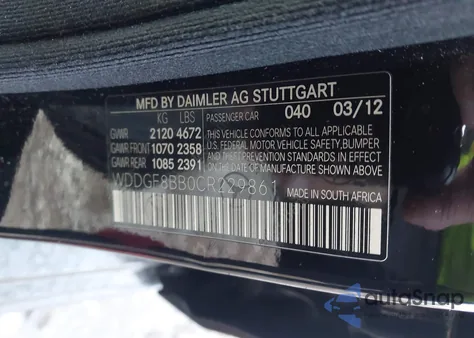 MFD BY DAIMLER AG STUTTGART
KG LBS PASSENGER CAR 040 03/12
GVWR 2120 4672
GAWR FRONT 1070 2358
GAWR REAR 1085 2391
THIS VEHICLE CONFORMS TO ALL APPLICABLE
U.S. FEDERAL MOTOR VEHICLE SAFETY, BUMPER
AND THEFT PREVENTION STANDARDS IN EFFECT
ON THE DATE OF MANUFACTURE SHOWN ABOVE.
WDDGF8BB0CR229861
MADE IN SOUTH AFRICA
autoSnap